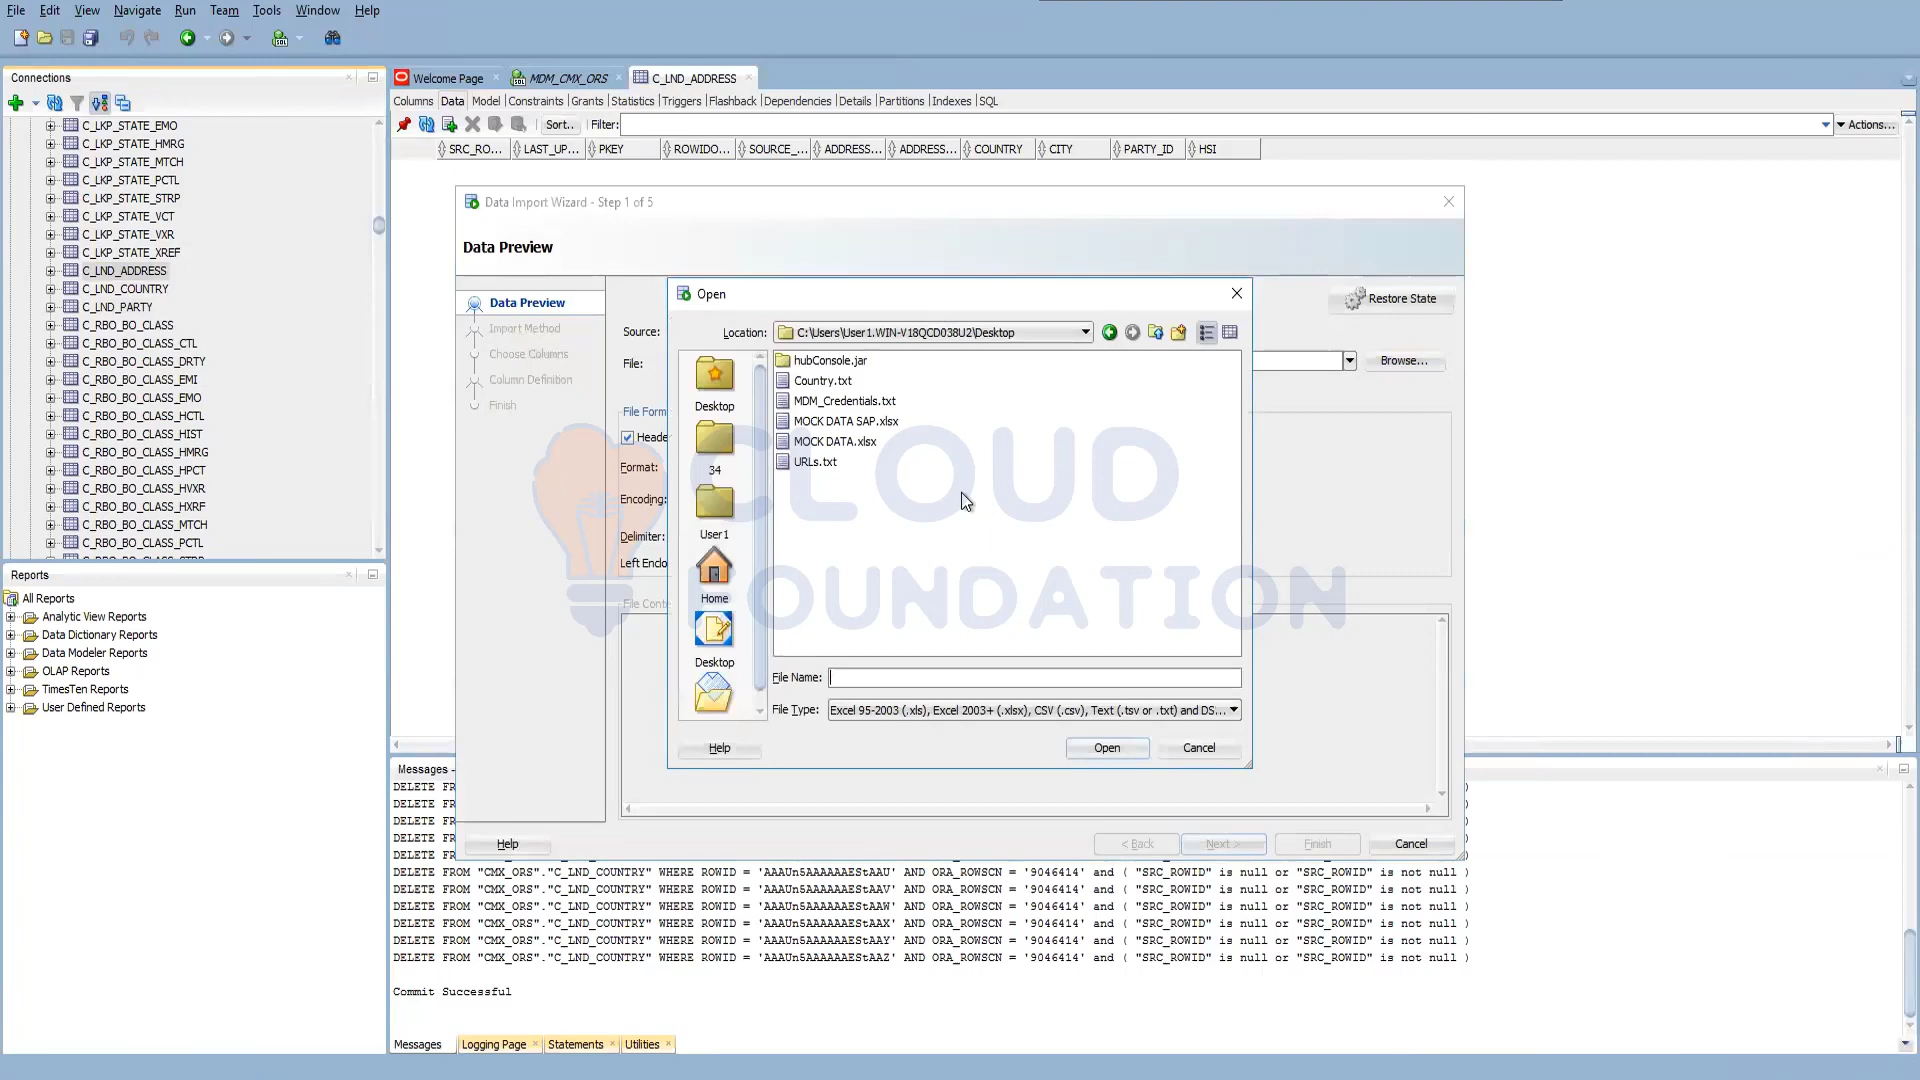 File Edit View Navigate Run Team Tools Window Help
Connections
Welcome Page MDM_CMX_ORS C_LND_ADDRESS
Columns Data Model Constraints Grants Statistics Triggers Flashback Dependencies Details Partitions Indexes SQL
Sort.. Filter: Actions...
SRC_RO... LAST_UP... PKEY ROWIDO... SOURCE_... ADDRESS... ADDRESS... COUNTRY CITY PARTY_ID HSI
C_LKP_STATE_EMO
C_LKP_STATE_HMRG
C_LKP_STATE_MTCH
C_LKP_STATE_PCTL
C_LKP_STATE_STRP
C_LKP_STATE_VCT
C_LKP_STATE_VXR
C_LKP_STATE_XREF
C_LND_ADDRESS
C_LND_COUNTRY
C_LND_PARTY
C_RBO_BO_CLASS
C_RBO_BO_CLASS_CTL
C_RBO_BO_CLASS_DRTY
C_RBO_BO_CLASS_EMI
C_RBO_BO_CLASS_EMO
C_RBO_BO_CLASS_HCTL
C_RBO_BO_CLASS_HIST
C_RBO_BO_CLASS_HMRG
C_RBO_BO_CLASS_HPCT
C_RBO_BO_CLASS_HVXR
C_RBO_BO_CLASS_HXRF
C_RBO_BO_CLASS_MTCH
C_RBO_BO_CLASS_PCTL
Reports
All Reports
Analytic View Reports
Data Dictionary Reports
Data Modeler Reports
OLAP Reports
TimesTen Reports
User Defined Reports
Data Import Wizard - Step 1 of 5
Data Preview
Data Preview
Import Method
Choose Columns
Column Definition
Finish
Restore State
Source:
File: Browse...
File Form
Heade
Format:
Encoding:
Delimiter:
Left Enclo
File Conte
Open
Location: C:\Users\User1.WIN-V18QCD038U2\Desktop
Desktop
34
User1
Home
Desktop
hubConsole.jar
Country.txt
MDM_Credentials.txt
MOCK DATA SAP.xlsx
MOCK DATA.xlsx
URLs.txt
File Name:
File Type: Excel 95-2003 (.xls), Excel 2003+ (.xlsx), CSV (.csv), Text (.tsv or .txt) and DS...
Help Open Cancel
CLOUD
FOUNDATION
Help < Back Next > Finish Cancel
Messages -
DELETE FR
DELETE FR
DELETE FR
DELETE FR
DELETE FR
DELETE FROM "CMX_ORS"."C_LND_COUNTRY" WHERE ROWID = 'AAAUn5AAAAAAEStAAU' AND ORA_ROWSCN = '9046414' and ( "SRC_ROWID" is null or "SRC_ROWID" is not null )
DELETE FROM "CMX_ORS"."C_LND_COUNTRY" WHERE ROWID = 'AAAUn5AAAAAAEStAAV' AND ORA_ROWSCN = '9046414' and ( "SRC_ROWID" is null or "SRC_ROWID" is not null )
DELETE FROM "CMX_ORS"."C_LND_COUNTRY" WHERE ROWID = 'AAAUn5AAAAAAEStAAW' AND ORA_ROWSCN = '9046414' and ( "SRC_ROWID" is null or "SRC_ROWID" is not null )
DELETE FROM "CMX_ORS"."C_LND_COUNTRY" WHERE ROWID = 'AAAUn5AAAAAAEStAAX' AND ORA_ROWSCN = '9046414' and ( "SRC_ROWID" is null or "SRC_ROWID" is not null )
DELETE FROM "CMX_ORS"."C_LND_COUNTRY" WHERE ROWID = 'AAAUn5AAAAAAEStAAY' AND ORA_ROWSCN = '9046414' and ( "SRC_ROWID" is null or "SRC_ROWID" is not null )
DELETE FROM "CMX_ORS"."C_LND_COUNTRY" WHERE ROWID = 'AAAUn5AAAAAAEStAAZ' AND ORA_ROWSCN = '9046414' and ( "SRC_ROWID" is null or "SRC_ROWID" is not null )
Commit Successful
Messages Logging Page Statements Utilities